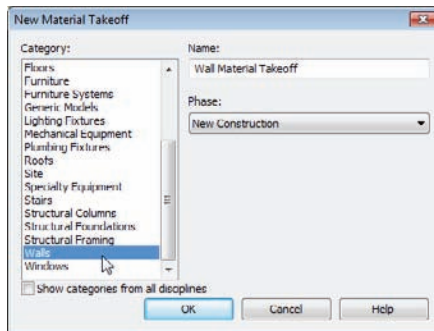 New Material Takeoff
Category:
Floors
Furniture
Furniture Systems
Generic Models
Lighting Fixtures
Mechanical Equipment
Plumbing Fixtures
Roofs
Site
Specialty Equipment
Stairs
Structural Columns
Structural Foundations
Structural Framing
Walls
Windows
Name:
Wall Material Takeoff
Phase:
New Construction
Show categories from all disciplines
OK
Cancel
Help